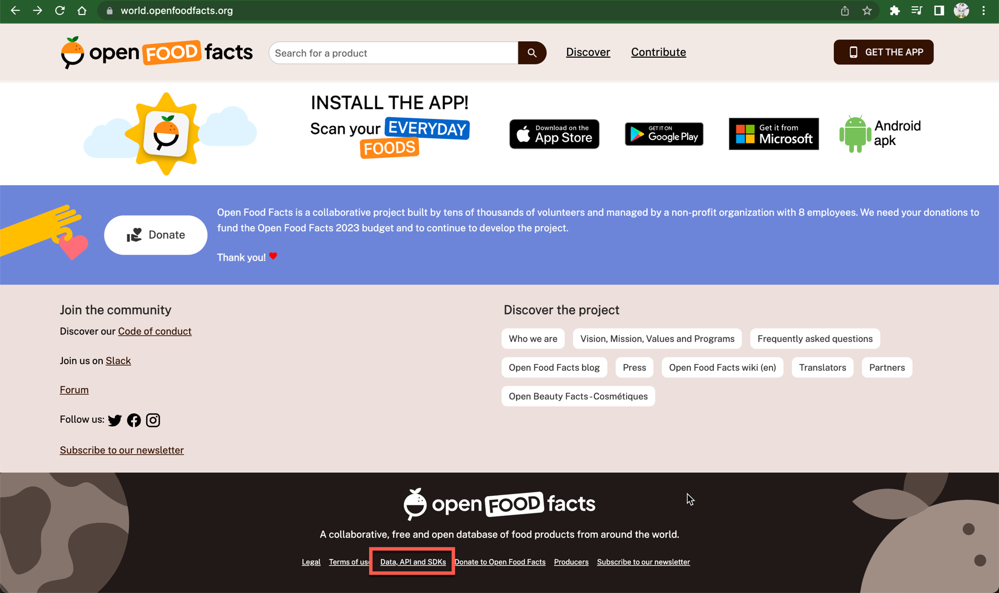 world.openfoodfacts.org
open FOOD facts
Search for a product
Discover
Contribute
GET THE APP
INSTALL THE APP!
Scan your EVERYDAY
FOODS
Download on the
App Store
GET IT ON
Google Play
Get it from
Microsoft
Android
apk
Donate
Open Food Facts is a collaborative project built by tens of thousands of volunteers and managed by a non-profit organization with 8 employees. We need your donations to
fund the Open Food Facts 2023 budget and to continue to develop the project.
Thank you!
Join the community
Discover our Code of conduct
Join us on Slack
Forum
Follow us:
Subscribe to our newsletter
Discover the project
Who we are
Vision, Mission, Values and Programs
Frequently asked questions
Open Food Facts blog
Press
Open Food Facts wiki (en)
Translators
Partners
Open Beauty Facts - Cosmétiques
open FOOD facts
A collaborative, free and open database of food products from around the world.
Legal
Terms of use
Data, API and SDKs
Donate to Open Food Facts
Producers
Subscribe to our newsletter